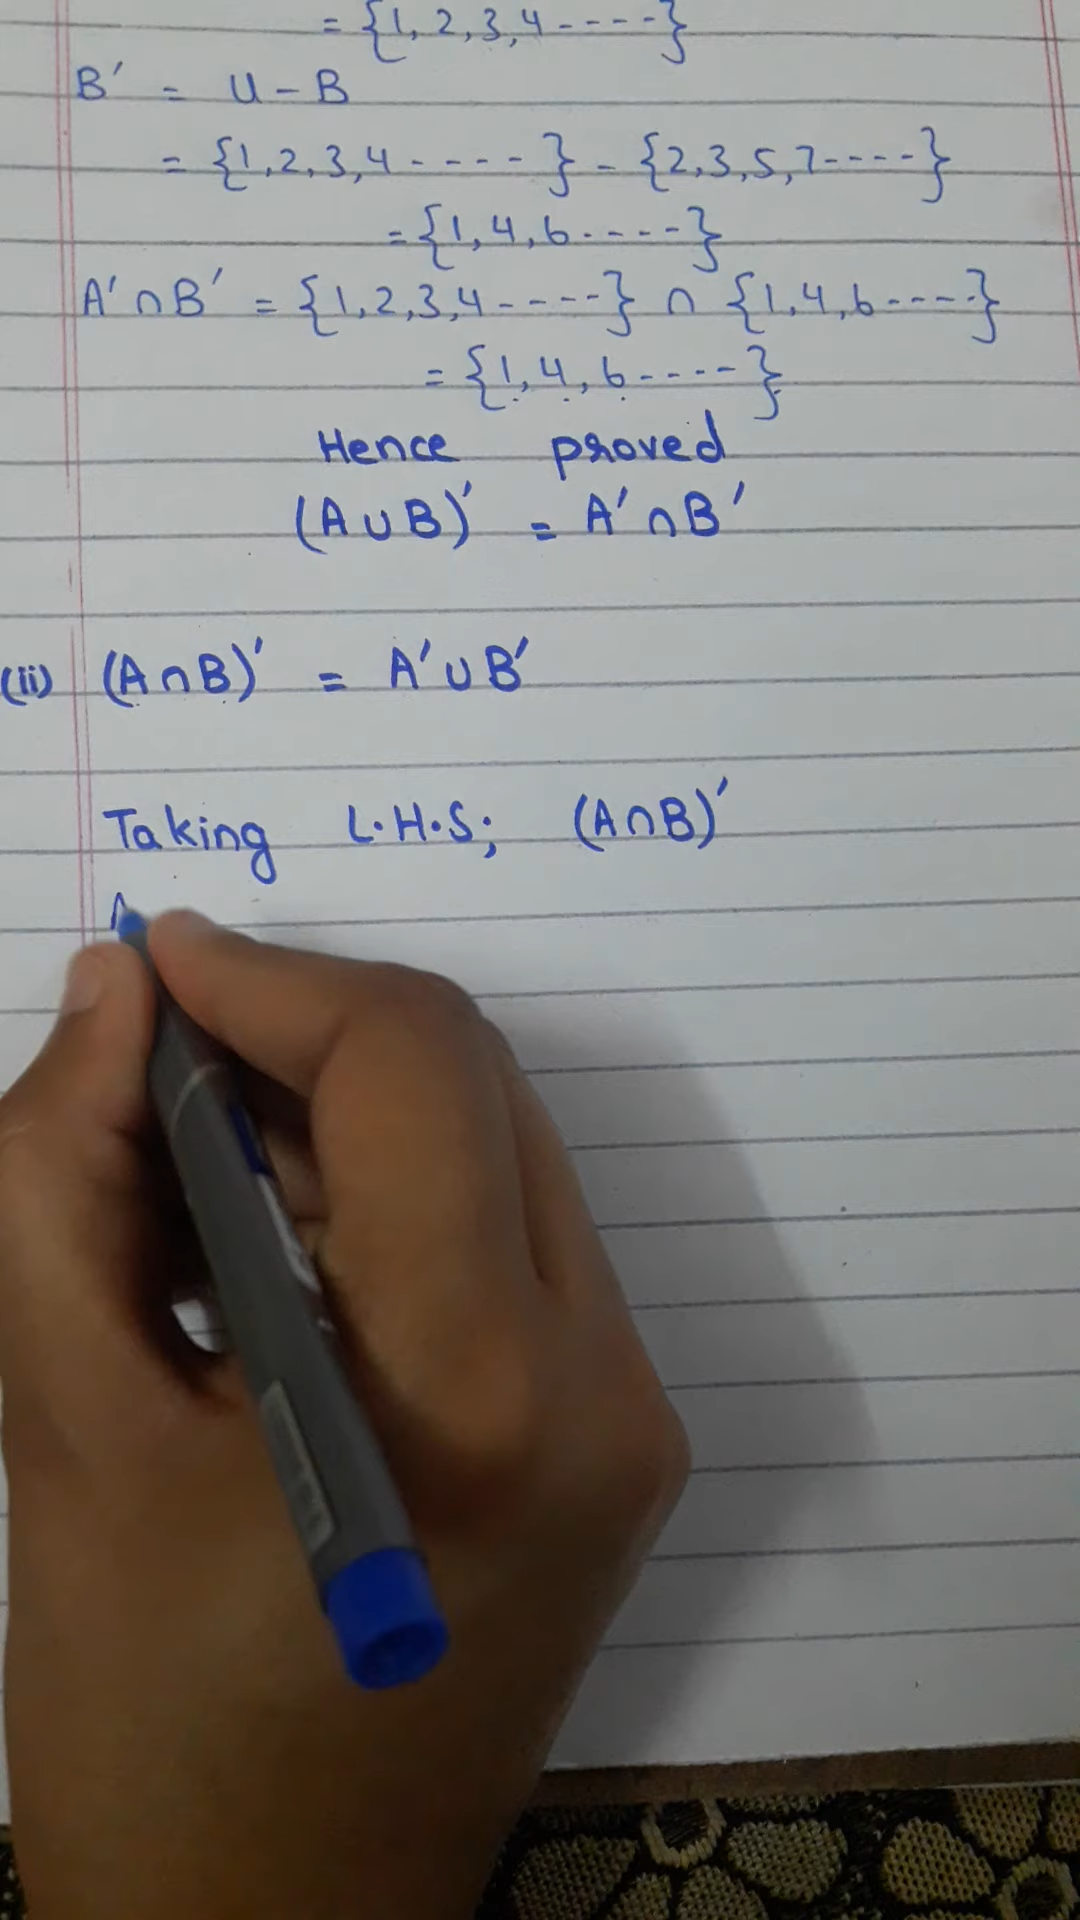 = {1, 2, 3, 4 - - - - -}
B' = U - B
= {1, 2, 3, 4 - - - - - } - {2, 3, 5, 7 - - - - -}
= {1, 4, 6 - - - - -}
A' ∩ B' = {1, 2, 3, 4 - - - - -} ∩ {1, 4, 6 - - - -}
= {1, 4, 6 - - - - -}
Hence proved
(A ∪ B)' = A' ∩ B'
(ii) (A ∩ B)' = A' ∪ B'
Taking L.H.S; (A ∩ B)'